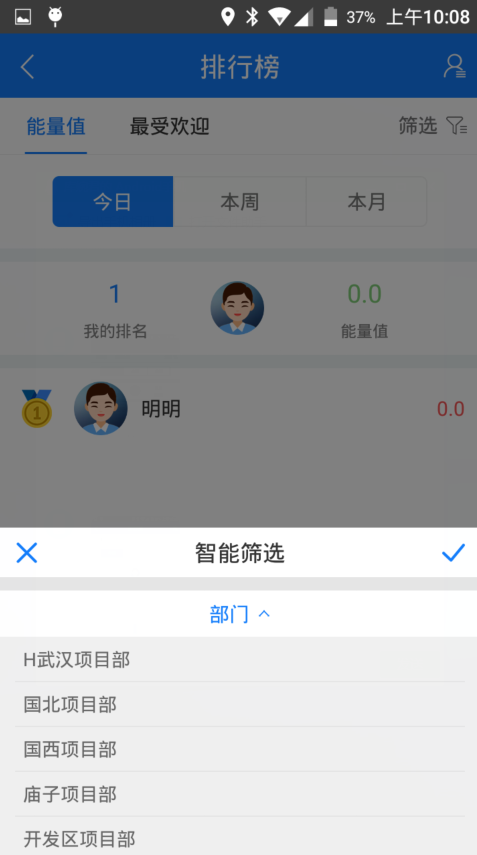 37% 上午10:08
排行榜
能量值 最受欢迎 筛选
今日 本周 本月
1 0.0
我的排名 能量值
1 明明 0.0
智能筛选
部门
H武汉项目部
国北项目部
国西项目部
庙子项目部
开发区项目部